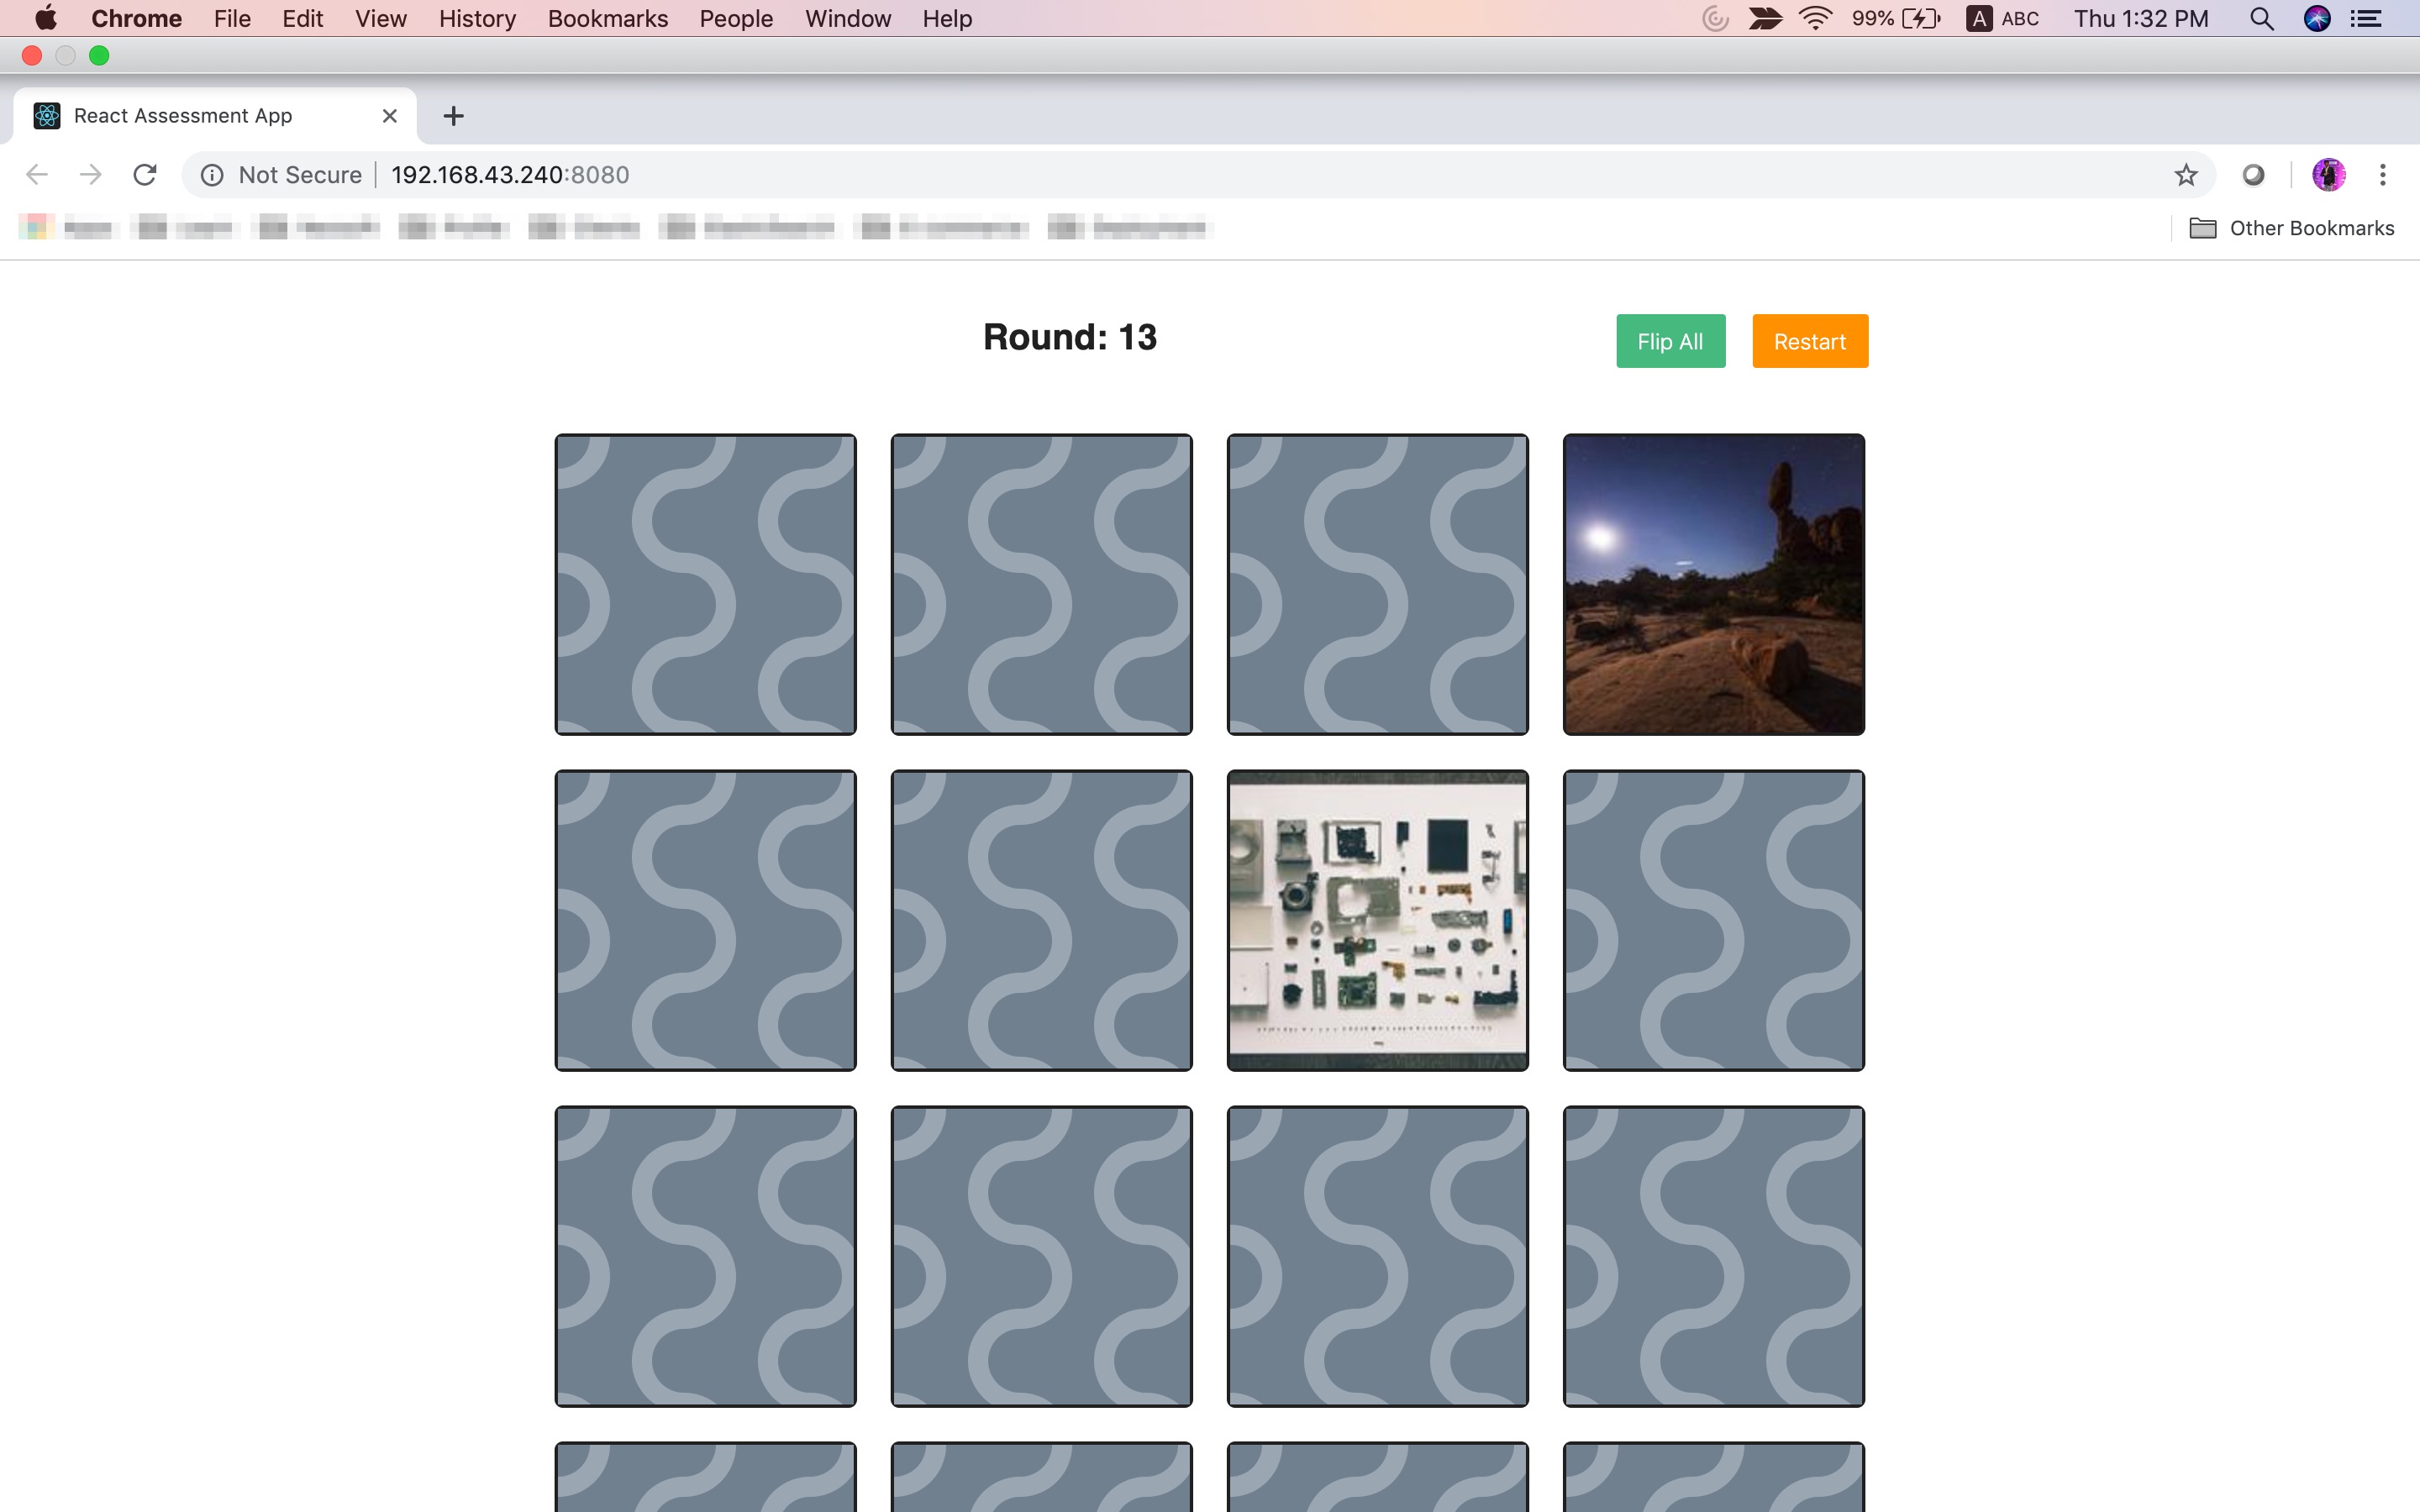 Chrome File Edit View History Bookmarks People Window Help 99% A ABC Thu 1:32 PM
React Assessment App
Not Secure 192.168.43.240:8080
Other Bookmarks
Round: 13
Flip All
Restart